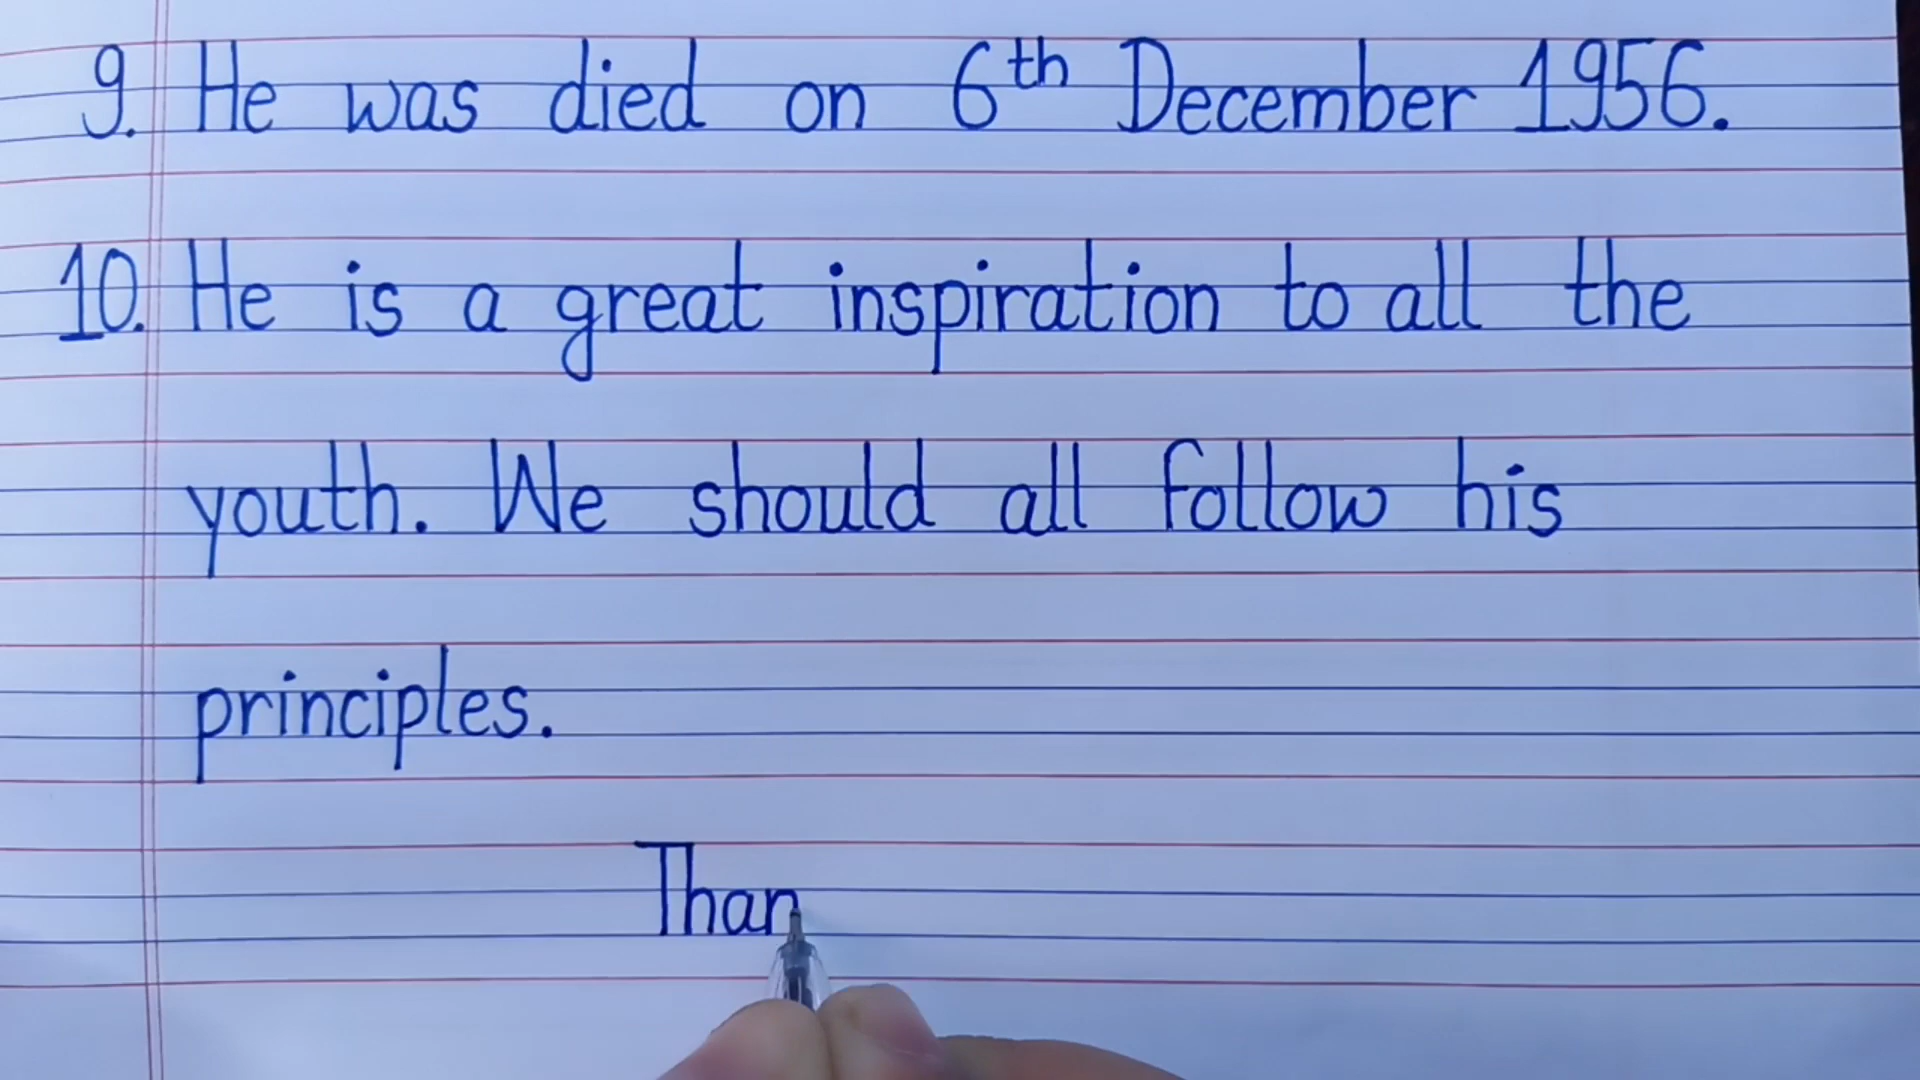 9. He was died on 6th December 1956.
10. He is a great inspiration to all the
youth. We should all follow his
principles.
Than